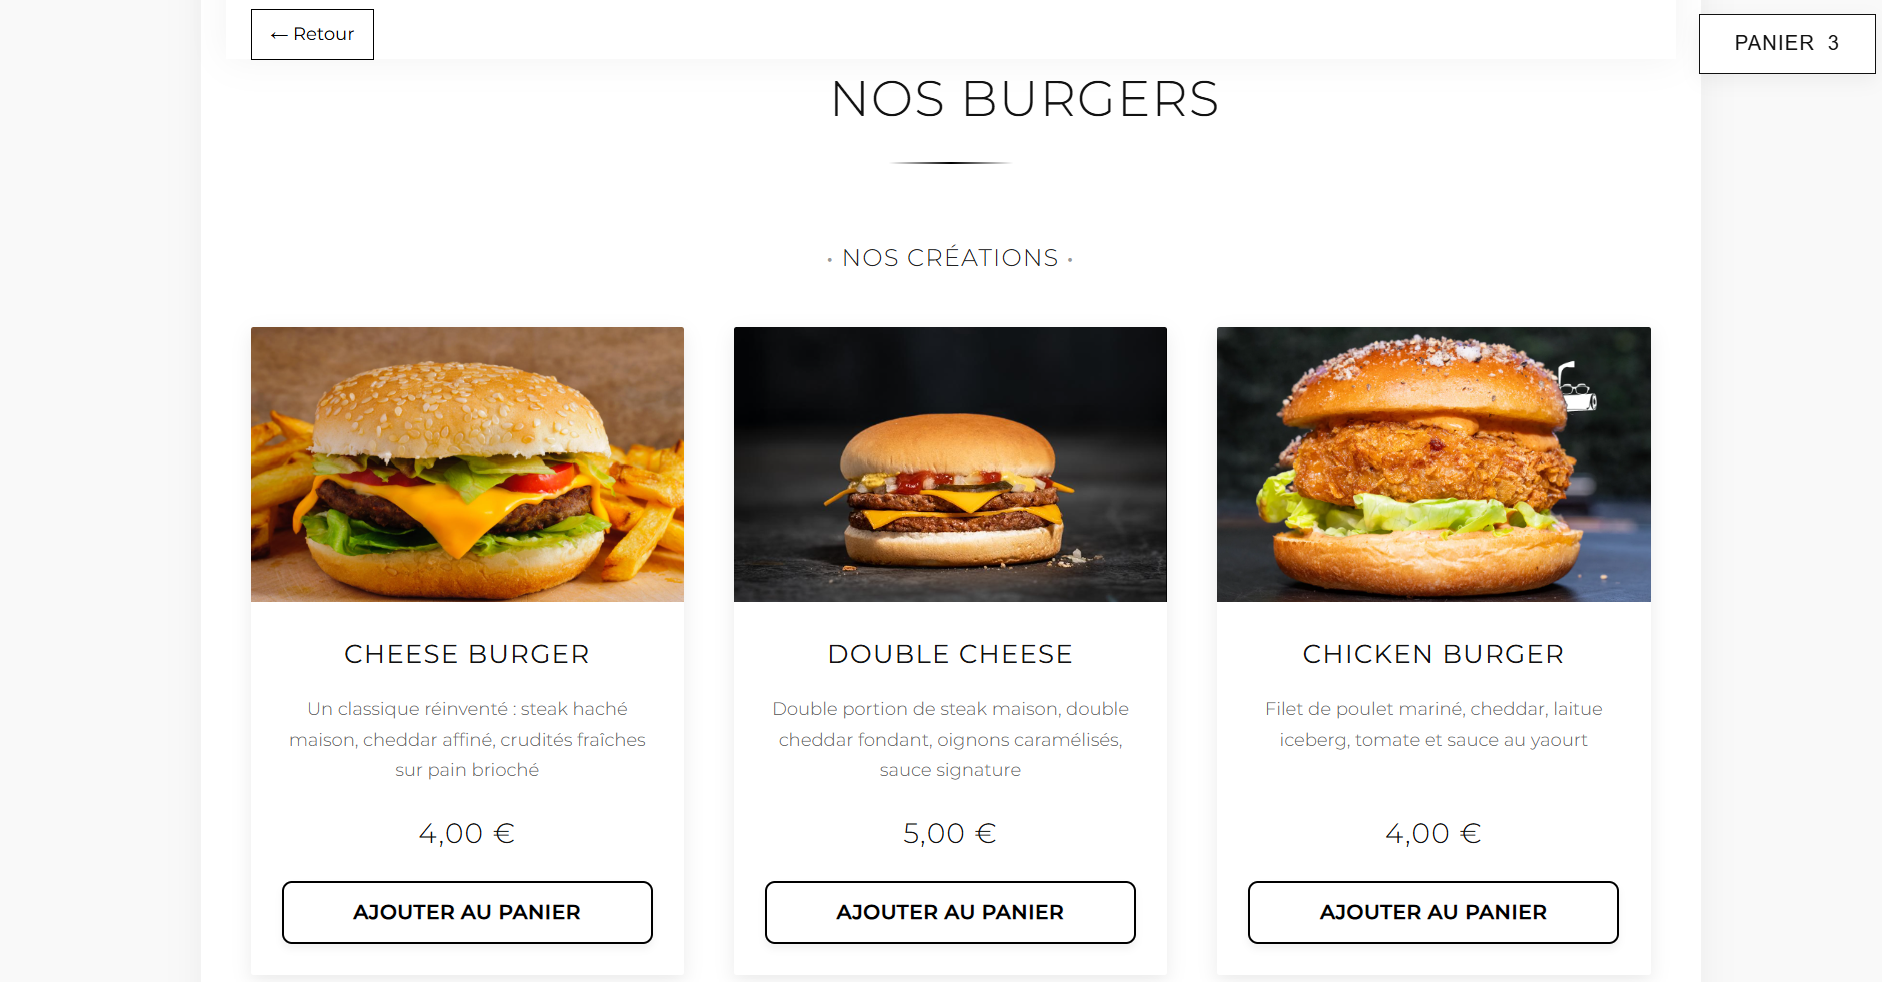 ← Retour
PANIER 3
NOS BURGERS
• NOS CRÉATIONS •
CHEESE BURGER
Un classique réinventé : steak haché
maison, cheddar affiné, crudités fraîches
sur pain brioché
4,00 €
AJOUTER AU PANIER
DOUBLE CHEESE
Double portion de steak maison, double
cheddar fondant, oignons caramélisés,
sauce signature
5,00 €
AJOUTER AU PANIER
CHICKEN BURGER
Filet de poulet mariné, cheddar, laitue
iceberg, tomate et sauce au yaourt
4,00 €
AJOUTER AU PANIER